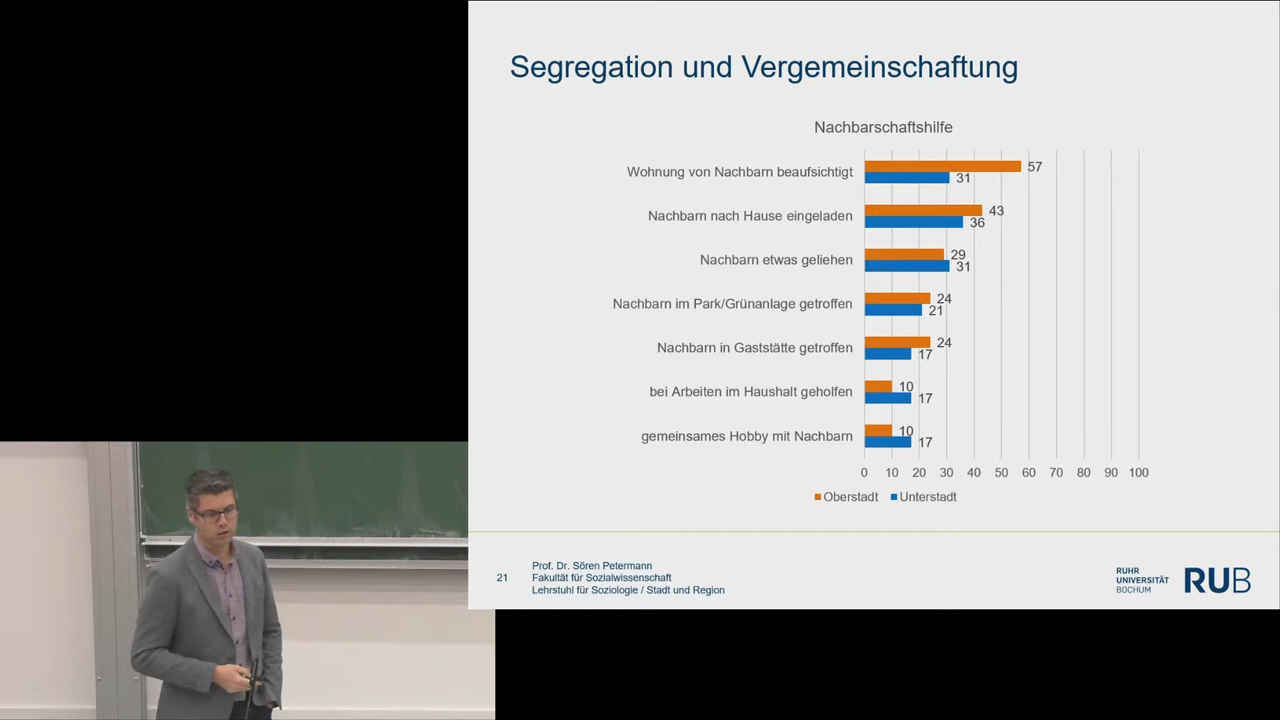 Segregation und Vergemeinschaftung
Nachbarschaftshilfe
Wohnung von Nachbarn beaufsichtigt
57
31
Nachbarn nach Hause eingeladen
43
36
Nachbarn etwas geliehen
29
31
Nachbarn im Park/Grünanlage getroffen
24
21
Nachbarn in Gaststätte getroffen
24
17
bei Arbeiten im Haushalt geholfen
10
17
gemeinsames Hobby mit Nachbarn
10
17
0 10 20 30 40 50 60 70 80 90 100
Oberstadt Unterstadt
21
Prof. Dr. Sören Petermann
Fakultät für Sozialwissenschaft
Lehrstuhl für Soziologie / Stadt und Region
RUHR
UNIVERSITÄT
BOCHUM
RUB